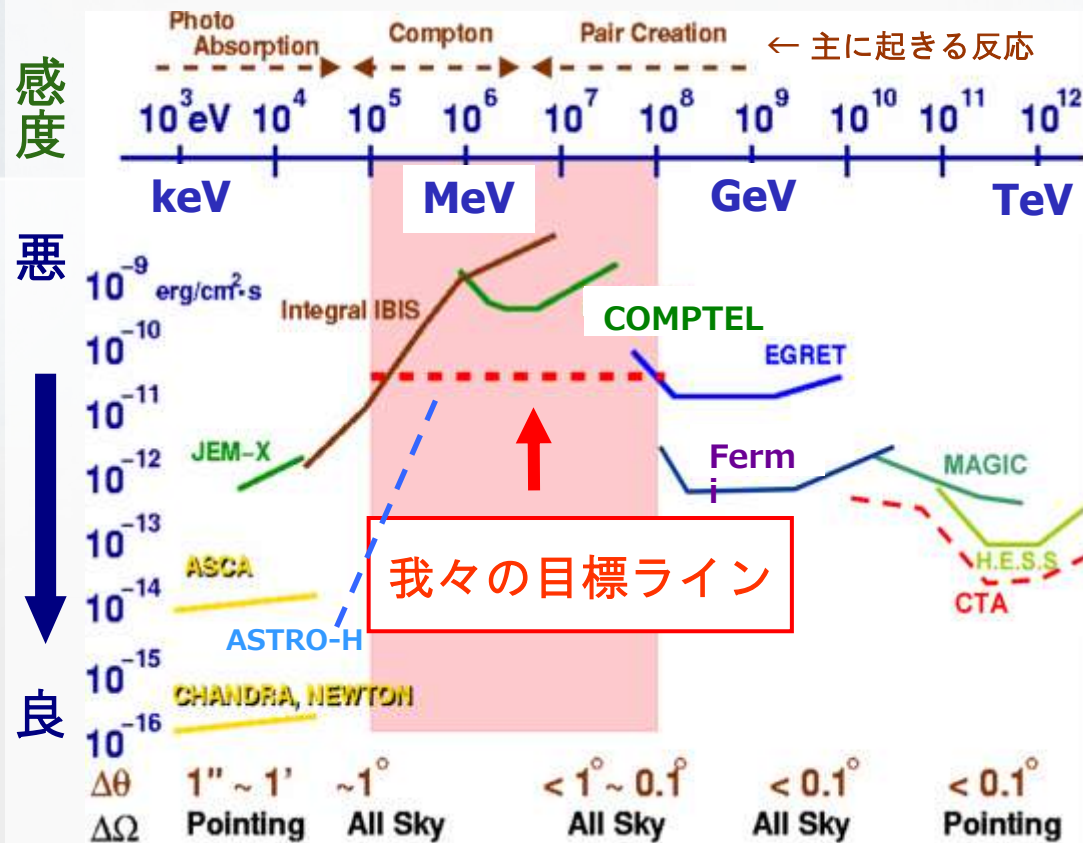 Photo
Absorption
Compton
Pair Creation
← 主に起きる反応
感度
10³eV 10⁴ 10⁵ 10⁶ 10⁷ 10⁸ 10⁹ 10¹⁰ 10¹¹ 10¹²
keV MeV GeV TeV
悪
10⁻⁹ erg/cm²·s
Integral IBIS
COMPTEL
10⁻¹⁰
EGRET
10⁻¹¹
JEM-X
10⁻¹²
Ferm
i
MAGIC
10⁻¹³
H.E.S.S
ASCA
我々の目標ライン
10⁻¹⁴
CTA
ASTRO-H
10⁻¹⁵
良
CHANDRA, NEWTON
10⁻¹⁶
Δθ 1" ~ 1' ~1° < 1°~ 0.1° < 0.1° < 0.1°
ΔΩ Pointing All Sky All Sky All Sky Pointing